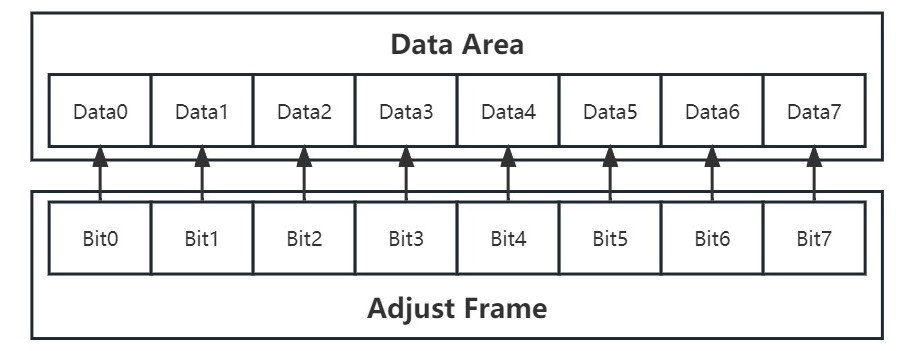 Data Area
Data0 Data1 Data2 Data3 Data4 Data5 Data6 Data7
Bit0 Bit1 Bit2 Bit3 Bit4 Bit5 Bit6 Bit7
Adjust Frame